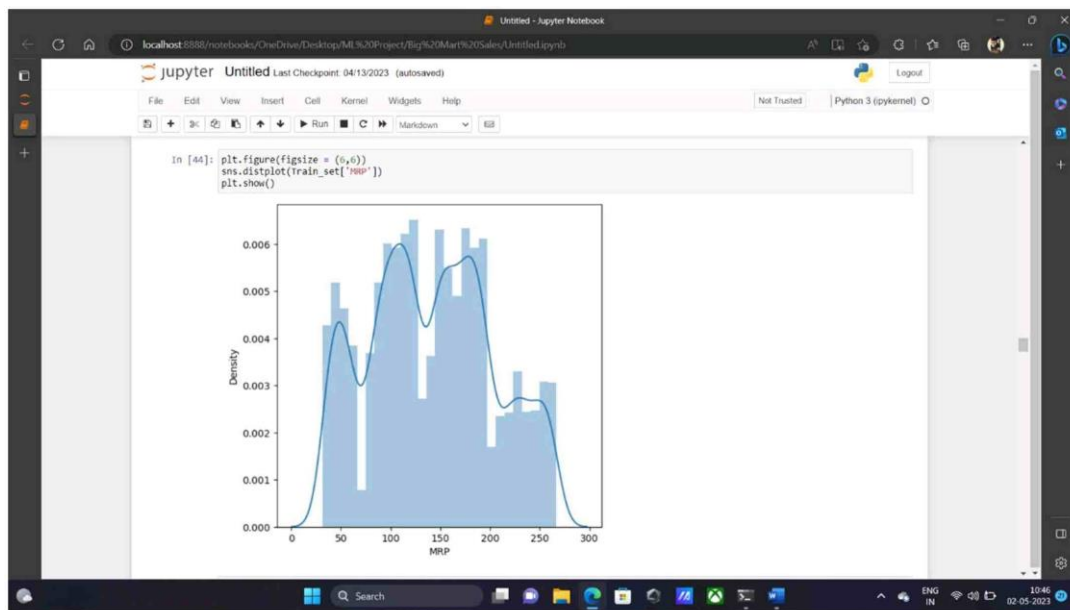 Untitled - Jupyter Notebook
localhost:8888/notebooks/OneDrive/Desktop/ML%20Project/Big%20Mart%20Sales/Untitled.ipynb
jupyter Untitled Last Checkpoint: 04/13/2023 (autosaved)
Logout
File Edit View Insert Cell Kernel Widgets Help
Not Trusted Python 3 (ipykernel)
Run Markdown
In [44]: plt.figure(figsize = (6,6))
sns.distplot(Train_set['MRP'])
plt.show()
0.006
0.005
0.004
0.003
0.002
0.001
0.000
Density
0 50 100 150 200 250 300
MRP
Search
ENG
IN
10:46
02-05-2023